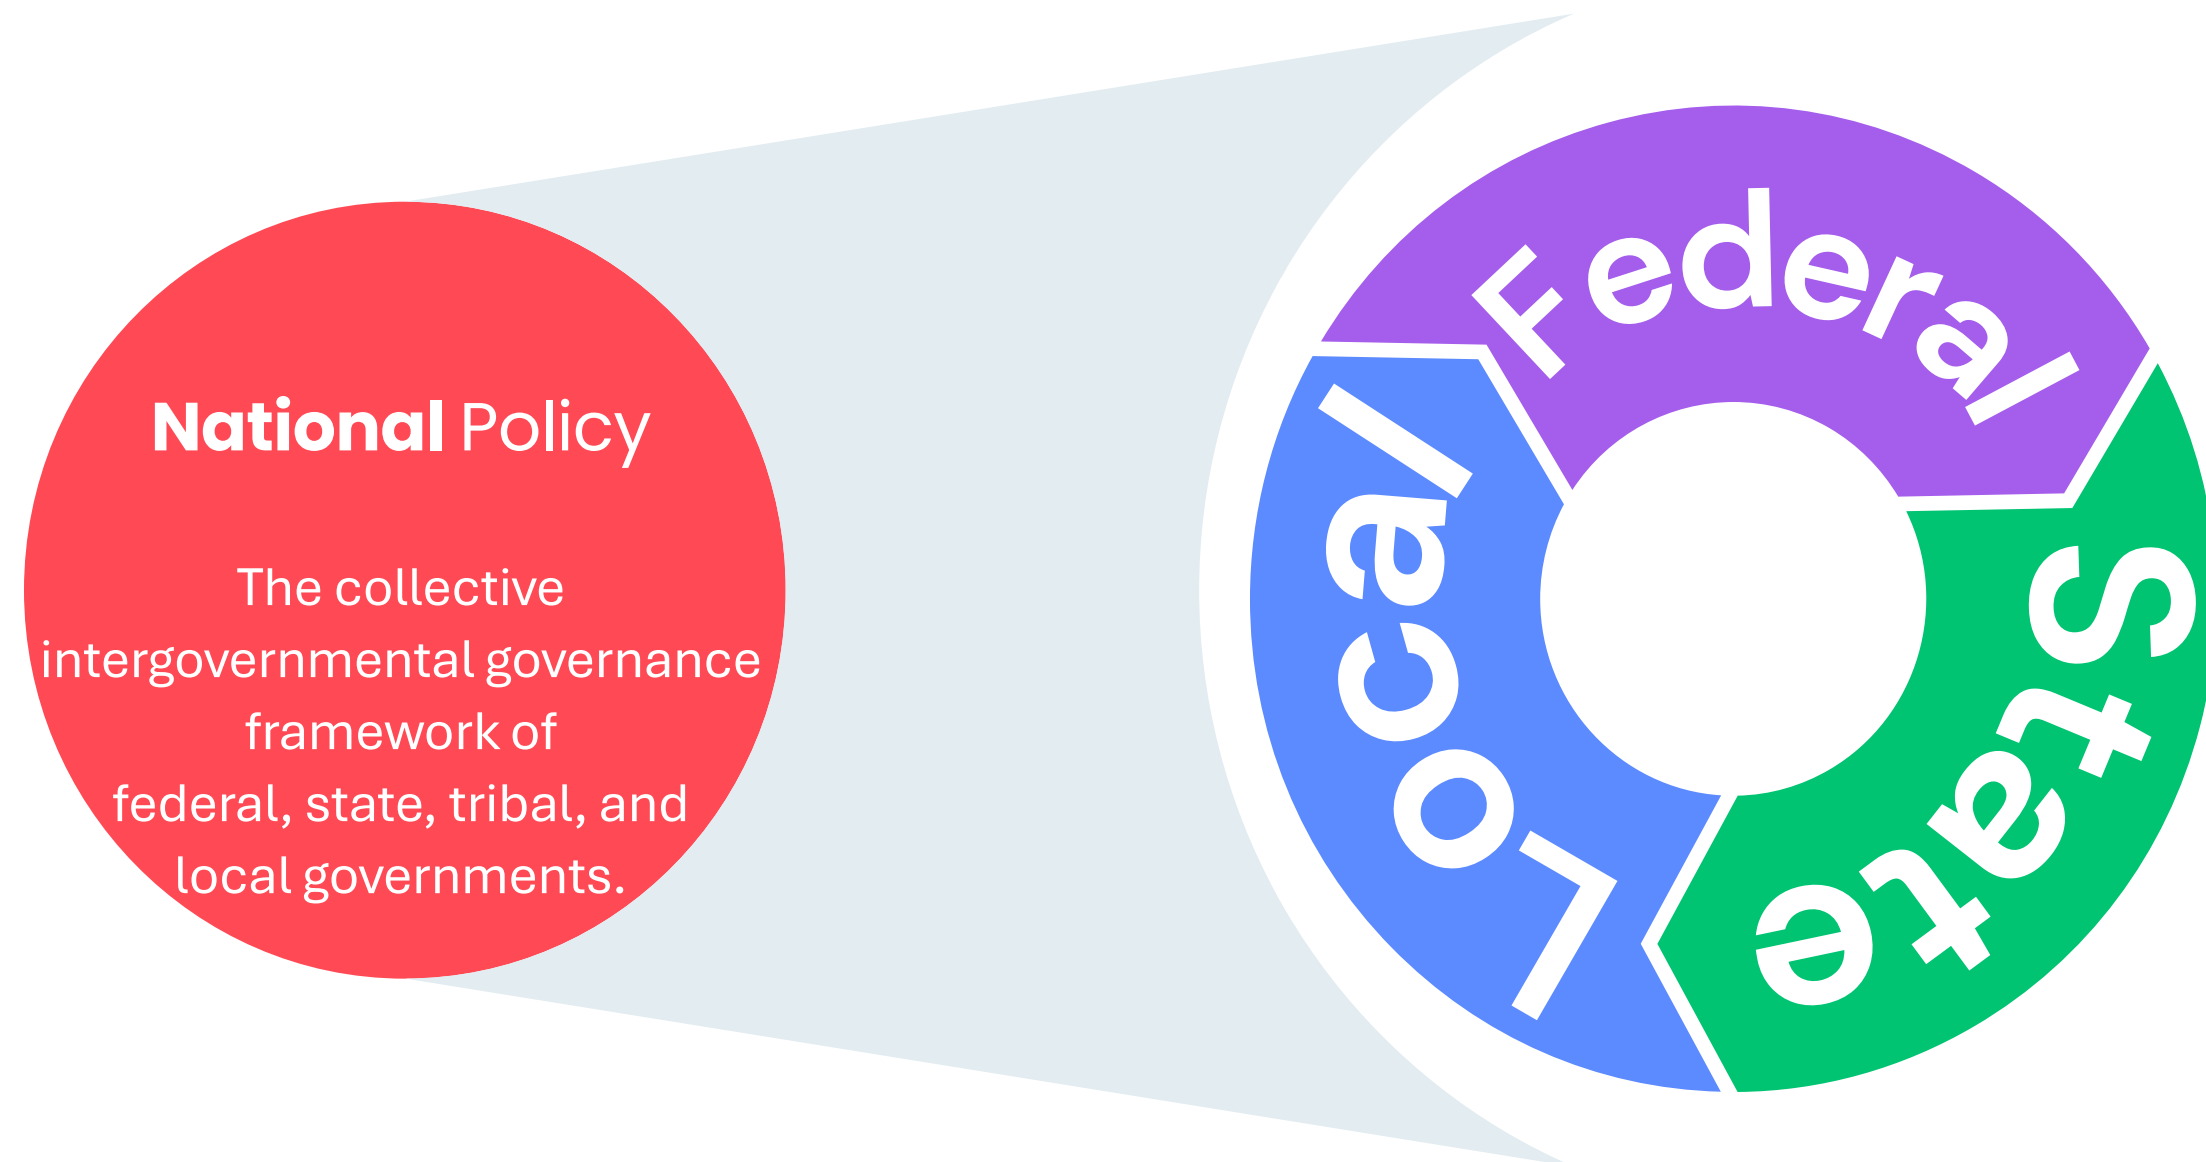 National Policy
The collective
intergovernmental governance
framework of
federal, state, tribal, and
local governments.
Federal
State
Local